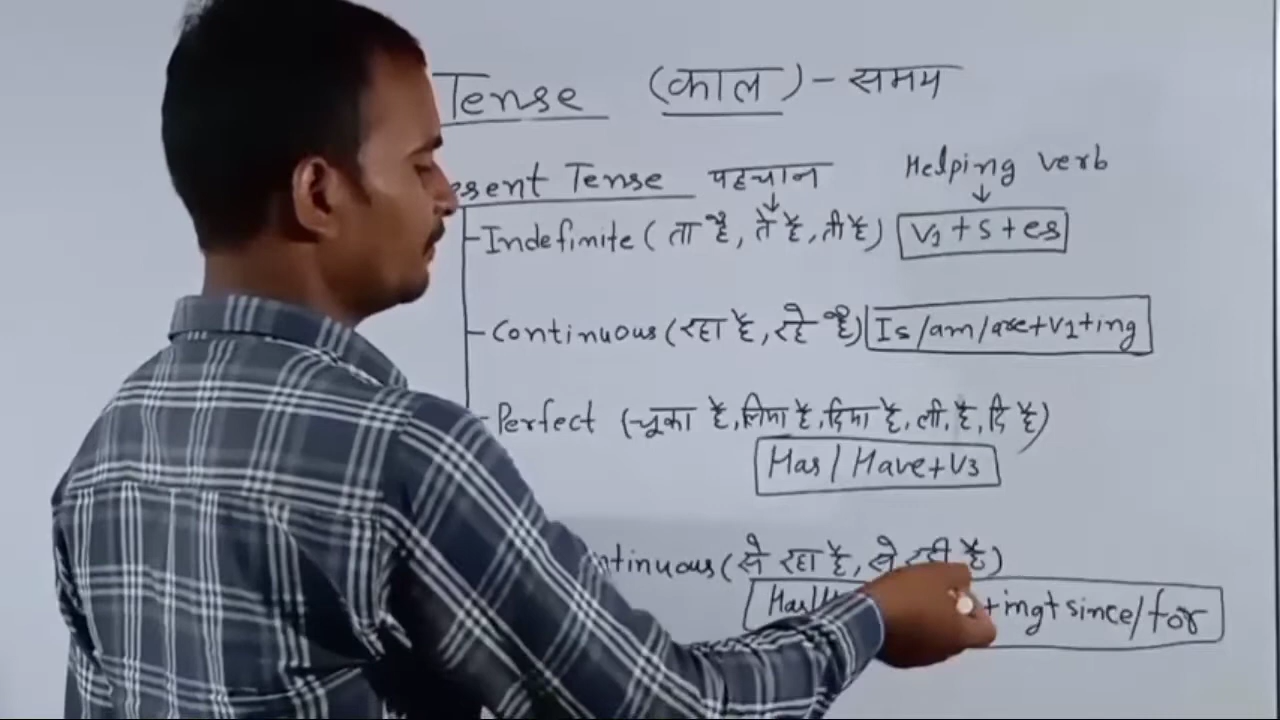 Tense (काल) - समय
esent Tense पहचान Helping verb
Indefinite (ता है, ते है, ती है) V1 + s + es
Continuous (रहा है, रहे है) Is/am/are+V1+ing
Perfect (चूका है, लिया है, दिया है, ली, है, दि है)
Has / Have + V3
ntinuous (से रहा है, से रही है)
Has/ +ing+ since/for